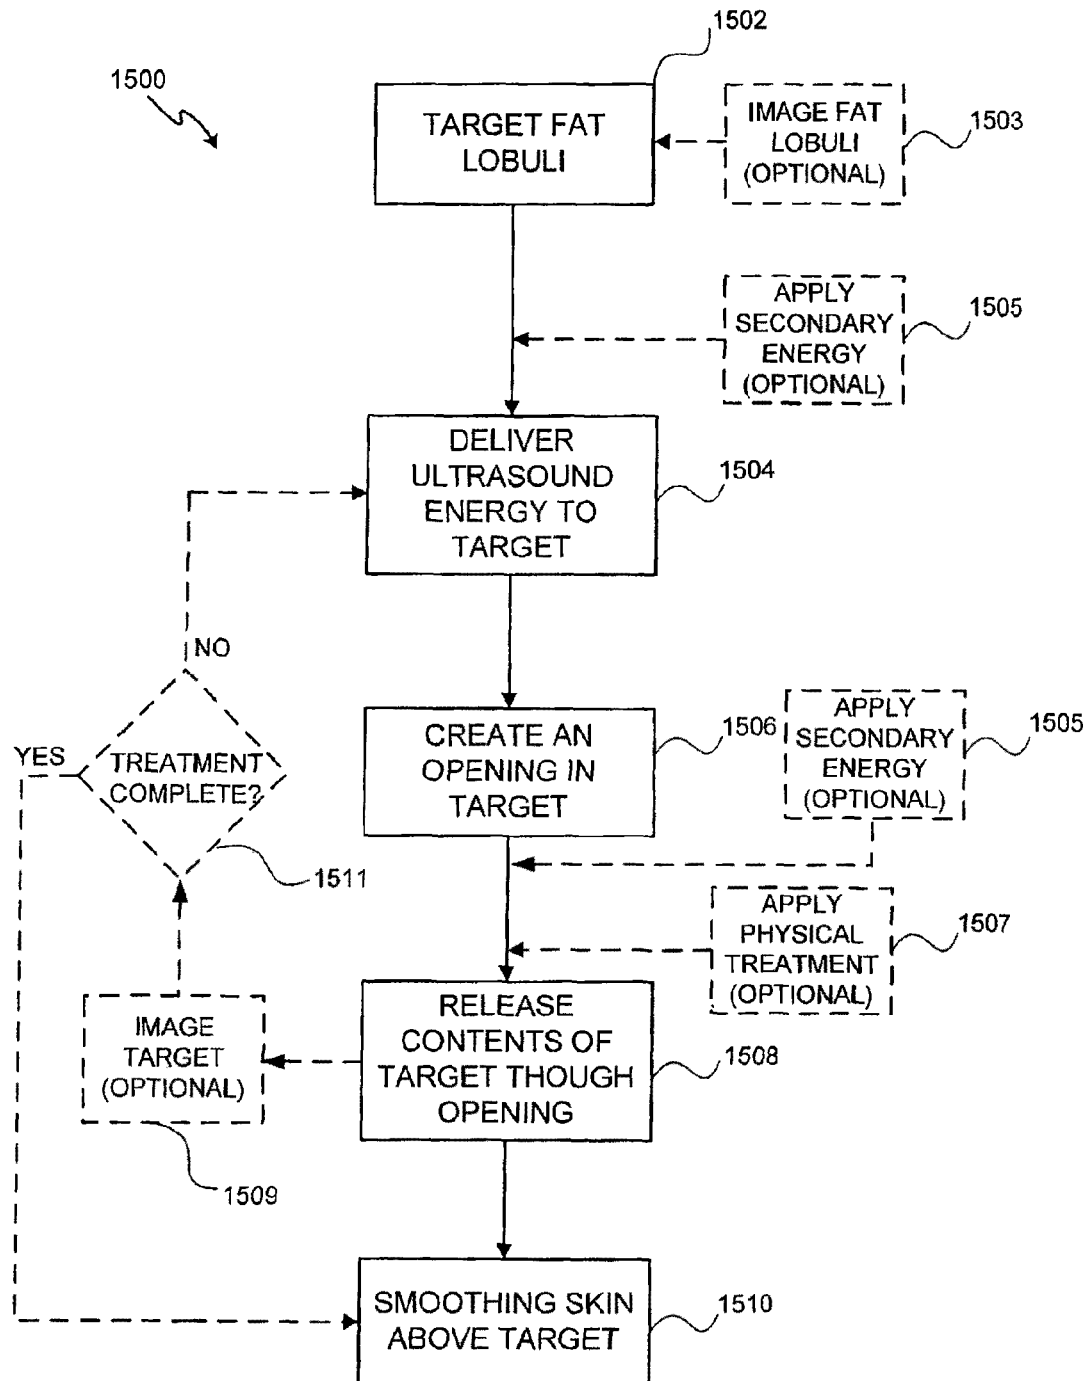 1502
1500
TARGET FAT
LOBULI
IMAGE FAT
LOBULI
(OPTIONAL)
1503
APPLY
SECONDARY
ENERGY
(OPTIONAL)
1505
DELIVER
ULTRASOUND
ENERGY TO
TARGET
1504
NO
YES
TREATMENT
COMPLETE?
1511
CREATE AN
OPENING IN
TARGET
1506
APPLY
SECONDARY
ENERGY
(OPTIONAL)
1505
APPLY
PHYSICAL
TREATMENT
(OPTIONAL)
1507
IMAGE
TARGET
(OPTIONAL)
1509
RELEASE
CONTENTS OF
TARGET THOUGH
OPENING
1508
SMOOTHING SKIN
ABOVE TARGET
1510